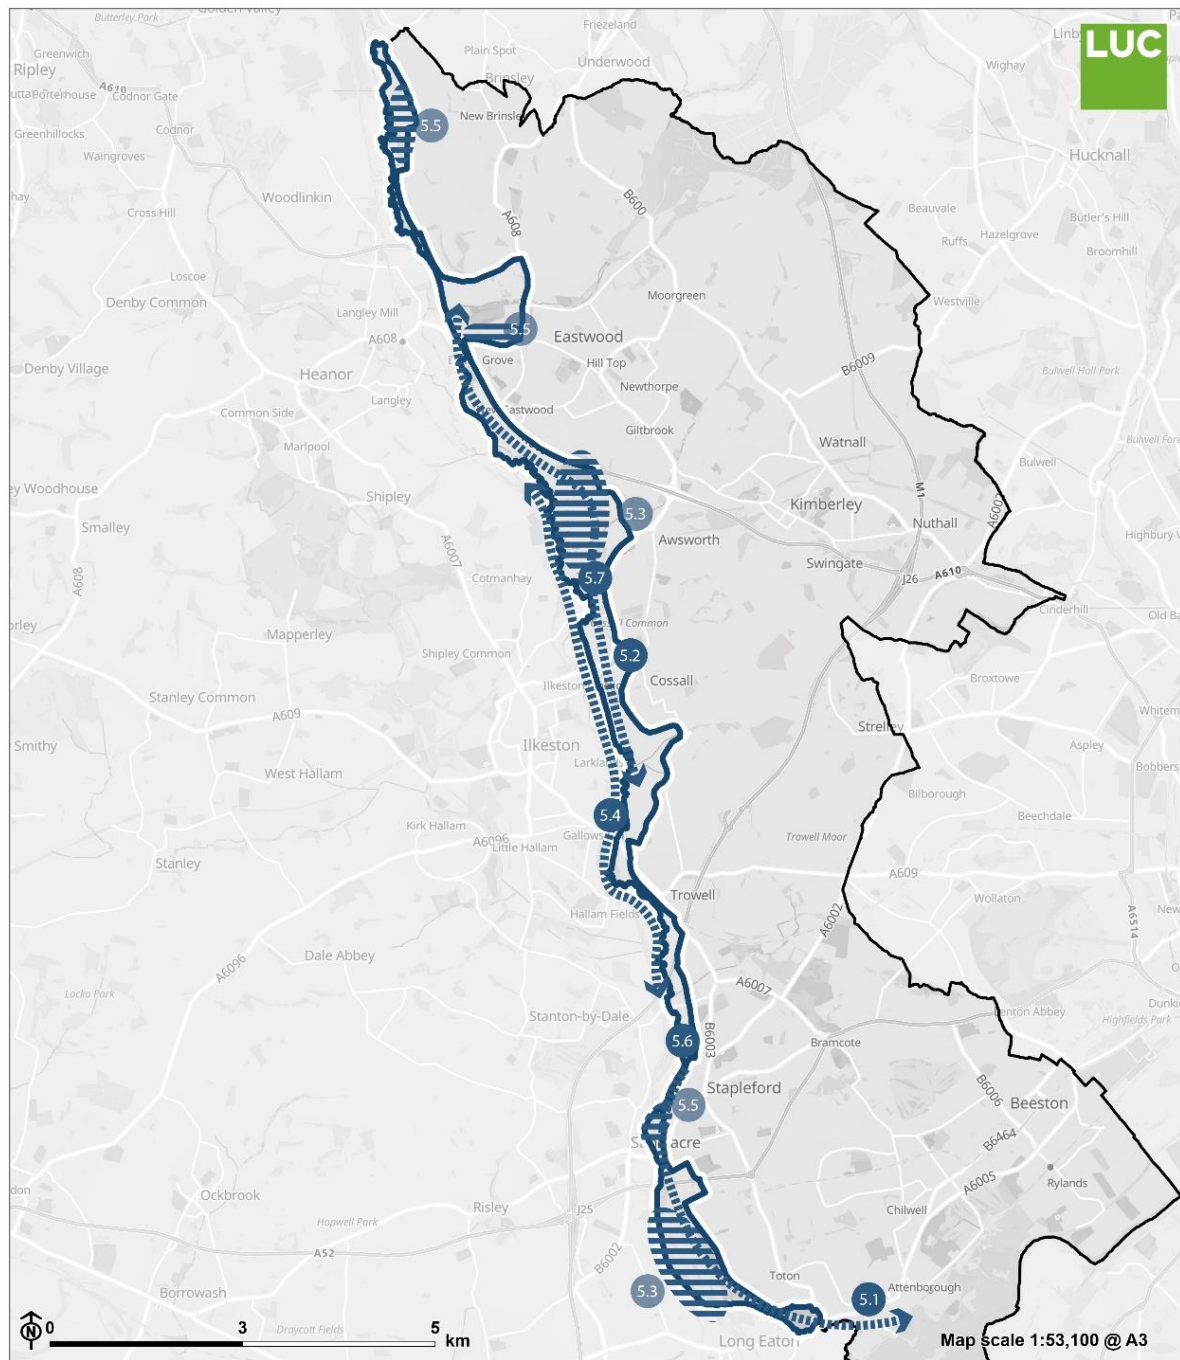 Butterley Park
Golden Valley
Friezeland
LUC
Greenwich
Plain Spot
Underwood
Ripley
Brinsley
Wighay
A610
Codnor Gate
New Brinsley
5.5
Greenhillocks
Codnor
Waingroves
Hucknall
Woodlinkin
B600
Beauvale
Butler's Hill
Cross Hill
A608
Ruffs
Hazelgrove
Broomhill
Loscoe
Denby Common
Moorgreen
Westville
Langley Mill
5.5
Eastwood
A608
Grove
Hill Top
B6009
Denby Village
Heanor
Newthorpe
Bulwell Hall Park
Langley
Common Side
Eastwood
Giltbrook
Marlpool
Watnall
Bulwell
Woodhouse
Shipley
M1
Kimberley
A6002
Smalley
5.3
Nuthall
Awsworth
Highbury
A6007
Swingate
A608
Cotmanhay
5.7
J26
A610
Cinderhill
Mapperley
Common
Shipley Common
5.2
Broxtowe
Stanley Common
Ilkeston
Cossall
A609
Strelley
Smithy
Ilkeston
Aspley
West Hallam
Bilborough
5.4
Beechdale
Kirk Hallam
Gallows
Trowell Moor
A6096
Little Hallam
Stanley
A609
Trowell
Wollaton
Hallam Fields
A6002
A6514
Dale Abbey
A6096
Locko Park
A6007
Stanton-by-Dale
Lenton Abbey
Highfields Park
5.6
B6003
Bramcote
Stapleford
B6006
5.5
Beeston
acre
B6464
Rylands
A6005
Ockbrook
Risley
Chilwell
Hopwell Park
J25
A52
B6002
Toton
Attenborough
Borrowash
5.3
5.1
Draycott Fields
Long Eaton
N
0 3 5 km
Map scale 1:53,100 @ A3